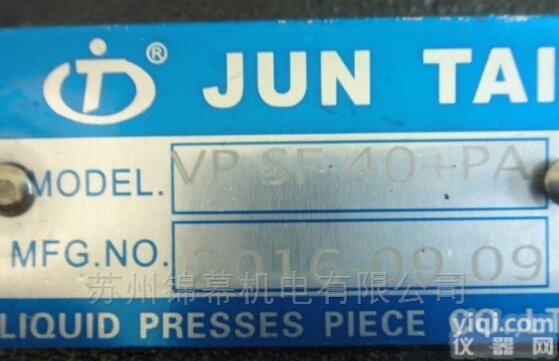 ® JUN TAI
MODEL. VP SF 40+PA
MFG.NO. 2016.09.09
苏州锦幕机电有限公司
LIQUID PRESSES PIECE CO.
yiqi.com
仪器网